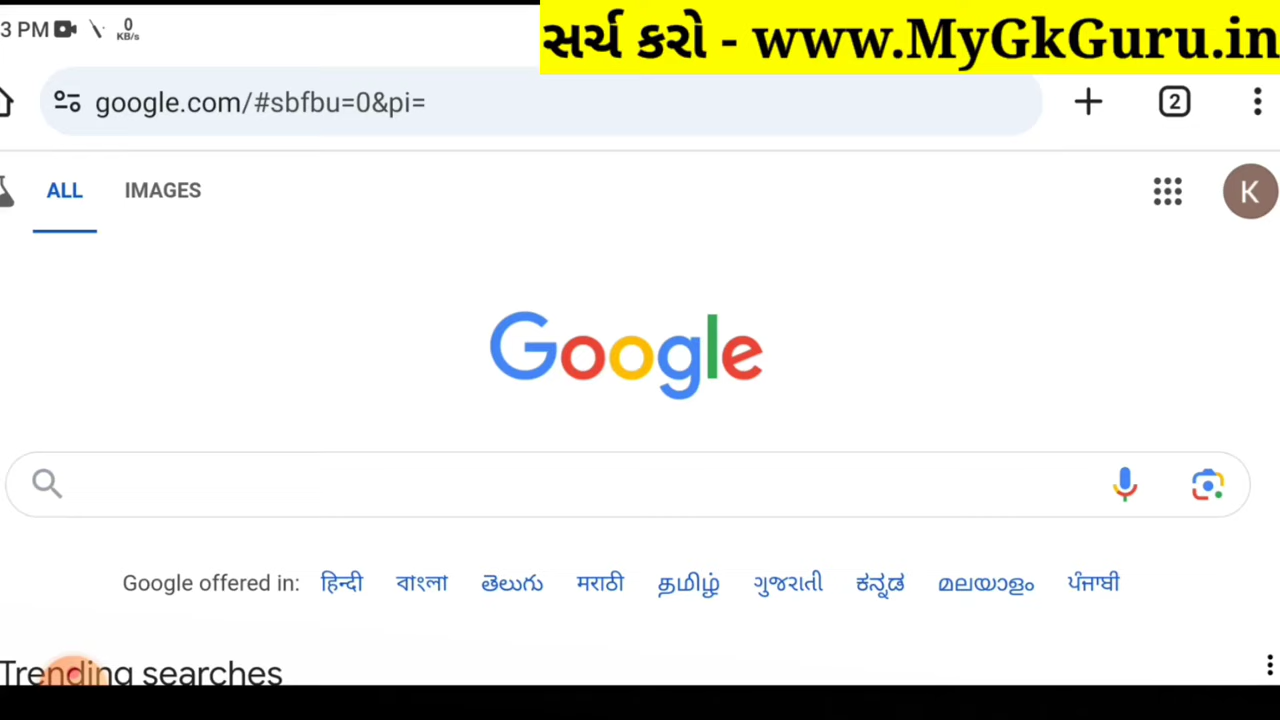 સર્ચ કરો - www.MyGkGuru.in
3 PM 0 KB/s
google.com/#sbfbu=0&pi=
2
ALL IMAGES
K
Google
Google offered in: हिन्दी বাংলা తెలుగు मराठी தமிழ் ગુજરાતી ಕನ್ನಡ മലയാളം ਪੰਜਾਬੀ
Trending searches